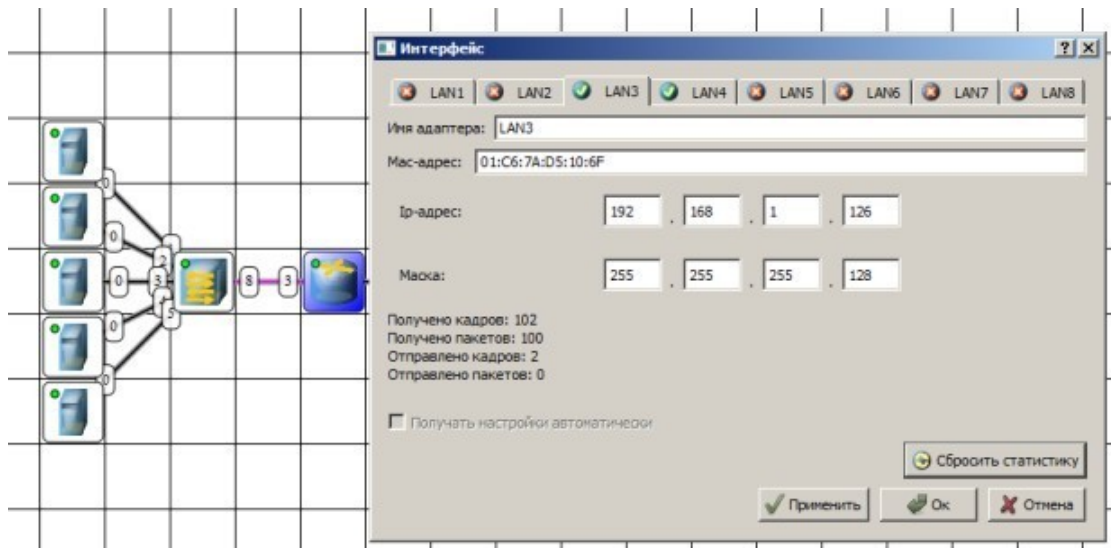 Интерфейс
LAN1 LAN2 LAN3 LAN4 LAN5 LAN6 LAN7 LAN8
Имя адаптера: LAN3
Mac-адрес: 01:C6:7A:D5:10:6F
Ip-адрес: 192 . 168 . 1 . 126
Маска: 255 . 255 . 255 . 128
Получено кадров: 102
Получено пакетов: 100
Отправлено кадров: 2
Отправлено пакетов: 0
Получать настройки автоматически
Сбросить статистику
Применить Ок Отмена
0
0 2
0 3 8 3
0 5
0